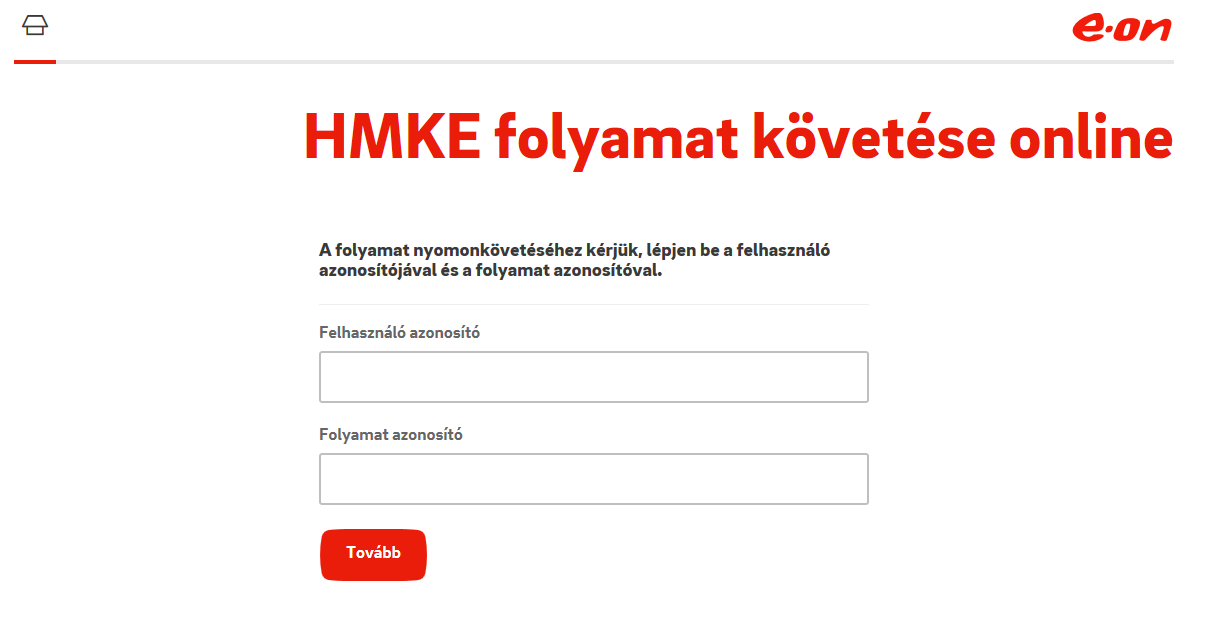 e·on
HMKE folyamat követése online
A folyamat nyomonkövetéséhez kérjük, lépjen be a felhasználó
azonosítójával és a folyamat azonosítóval.
Felhasználó azonosító
Folyamat azonosító
Tovább